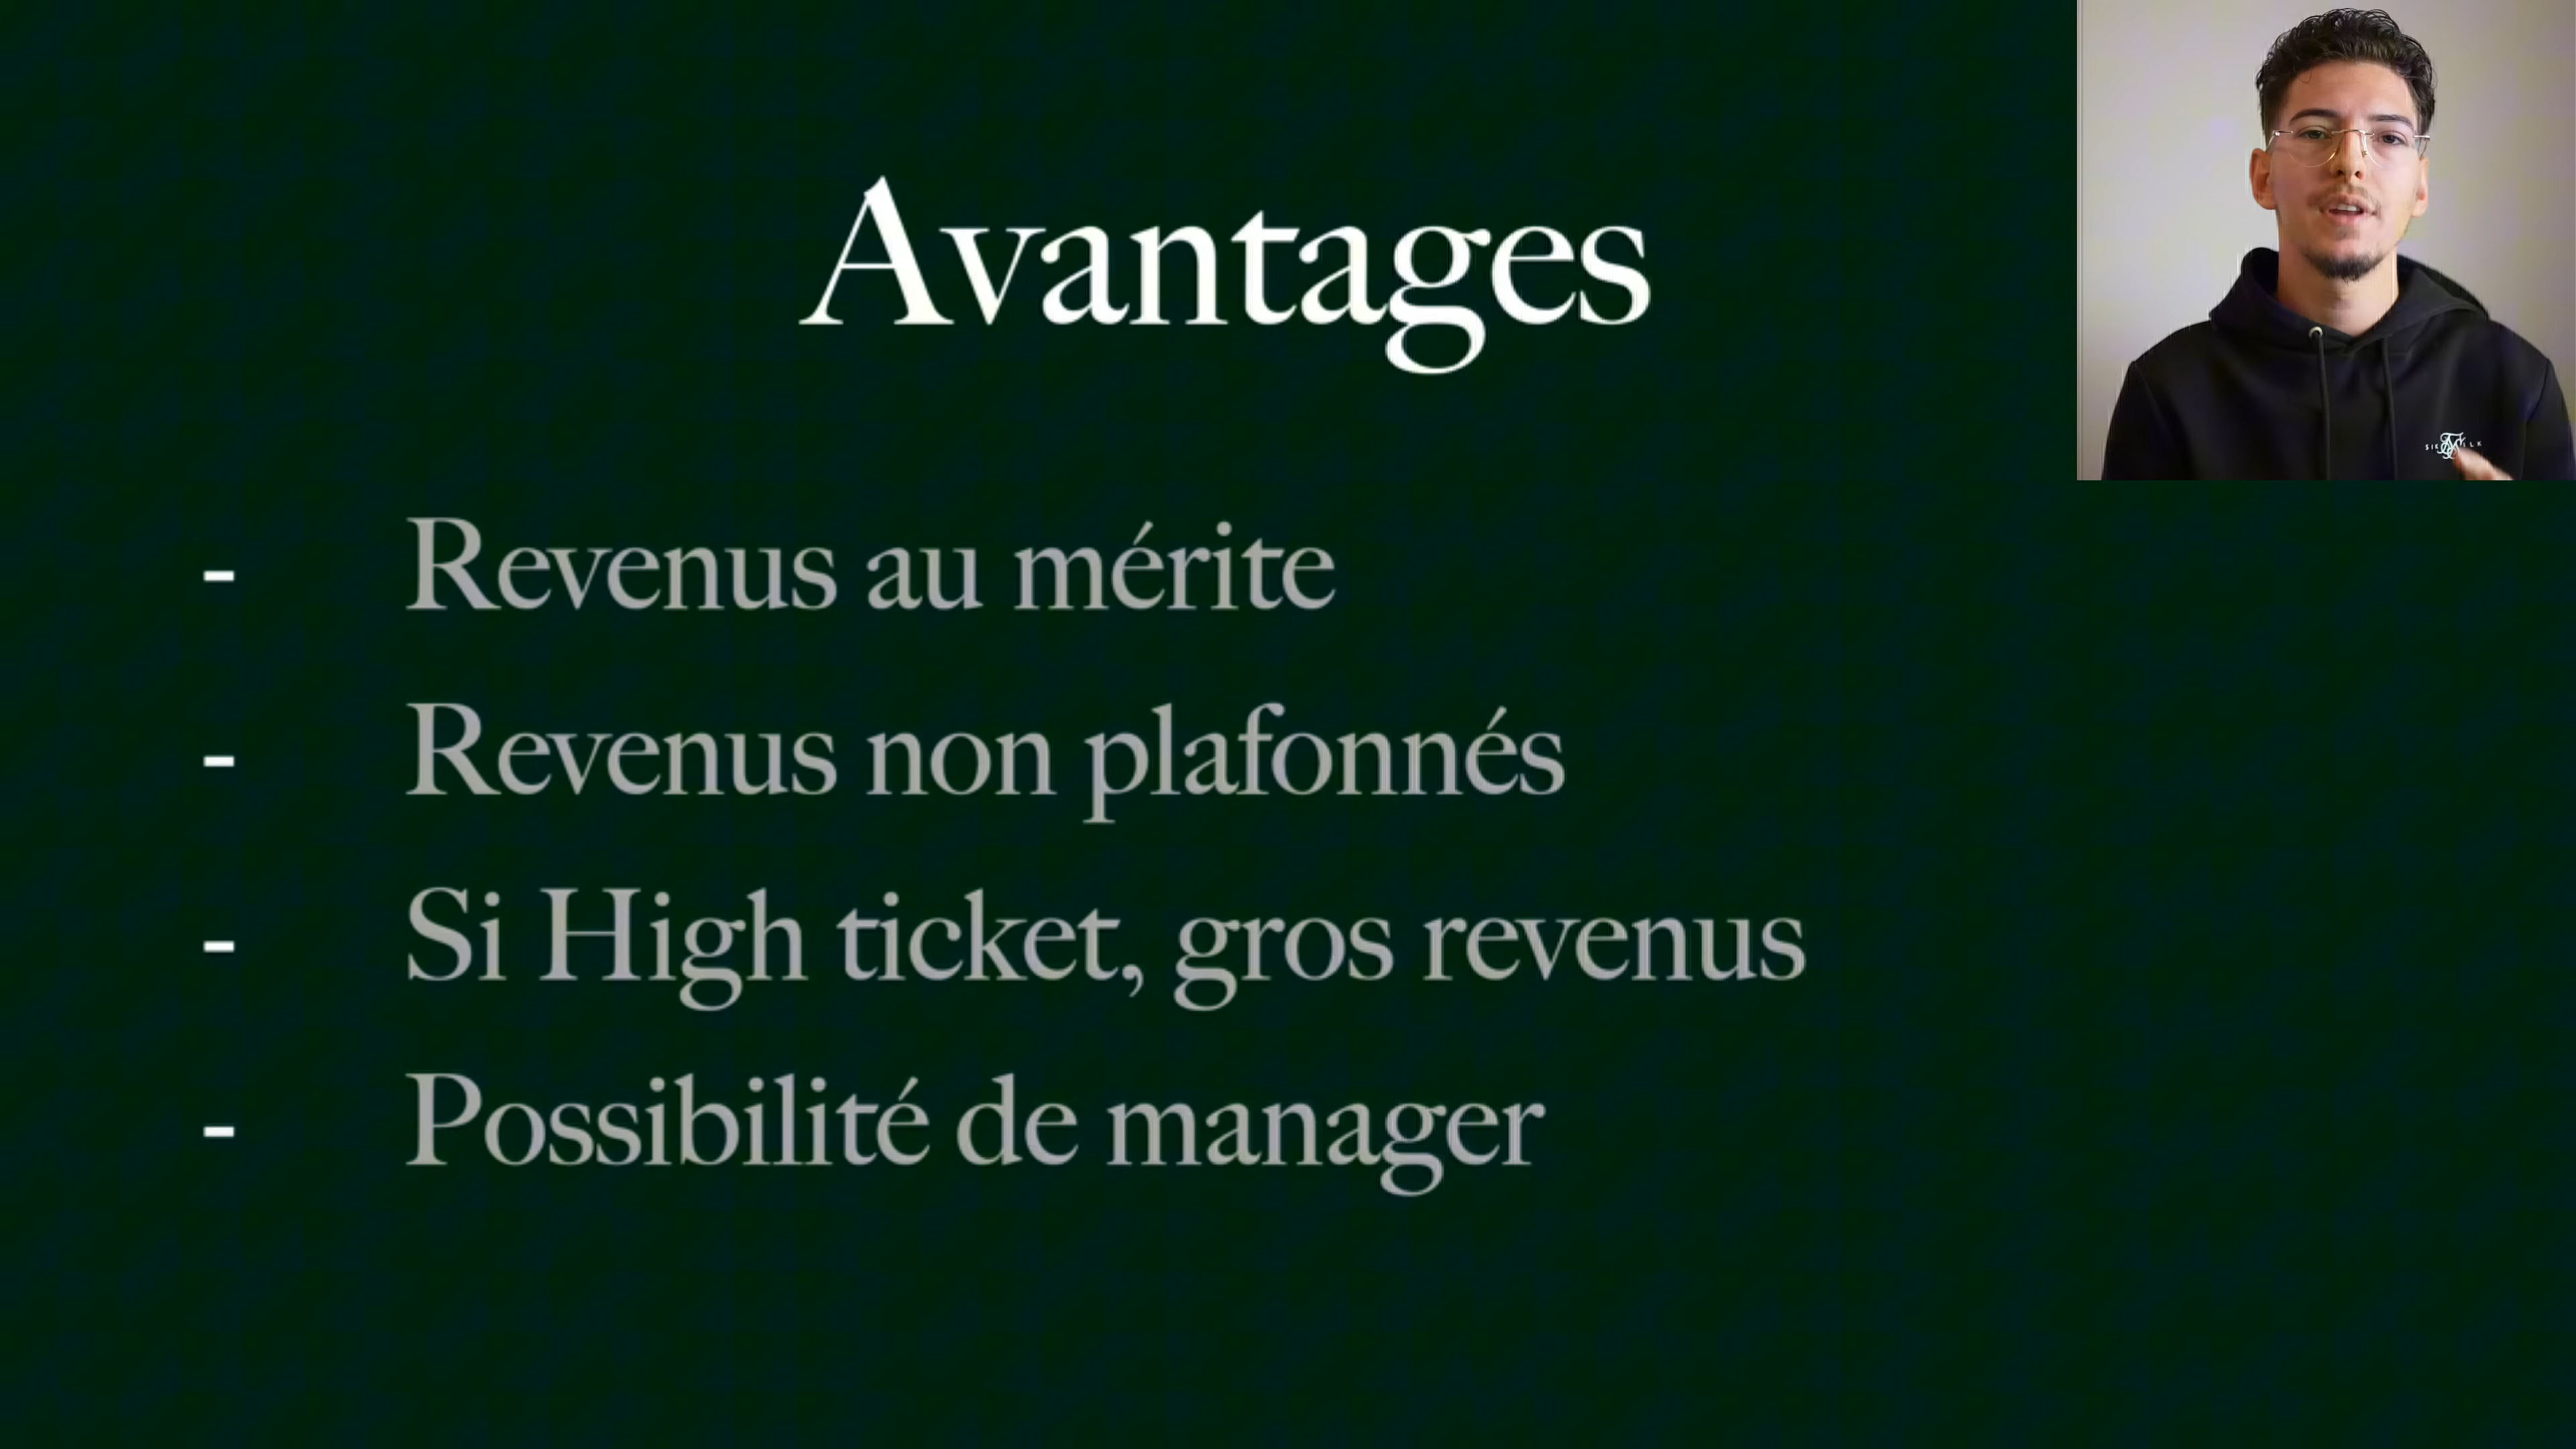 Avantages
- Revenus au mérite
- Revenus non plafonnés
- Si High ticket, gros revenus
- Possibilité de manager